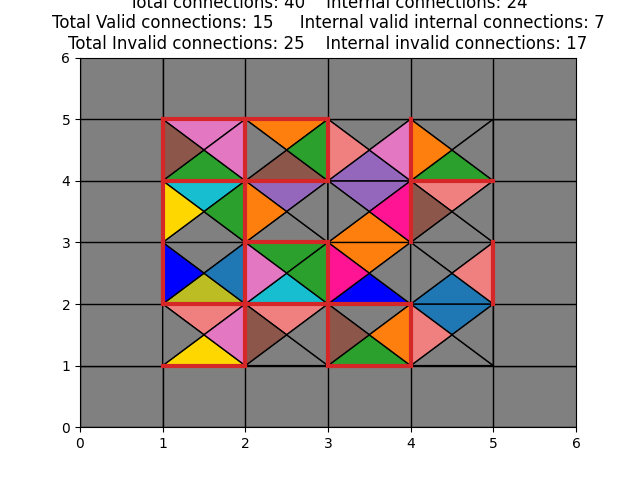 Total connections: 40 Internal connections: 24
Total Valid connections: 15 Internal valid internal connections: 7
Total Invalid connections: 25 Internal invalid connections: 17
6
5
4
3
2
1
0
0 1 2 3 4 5 6